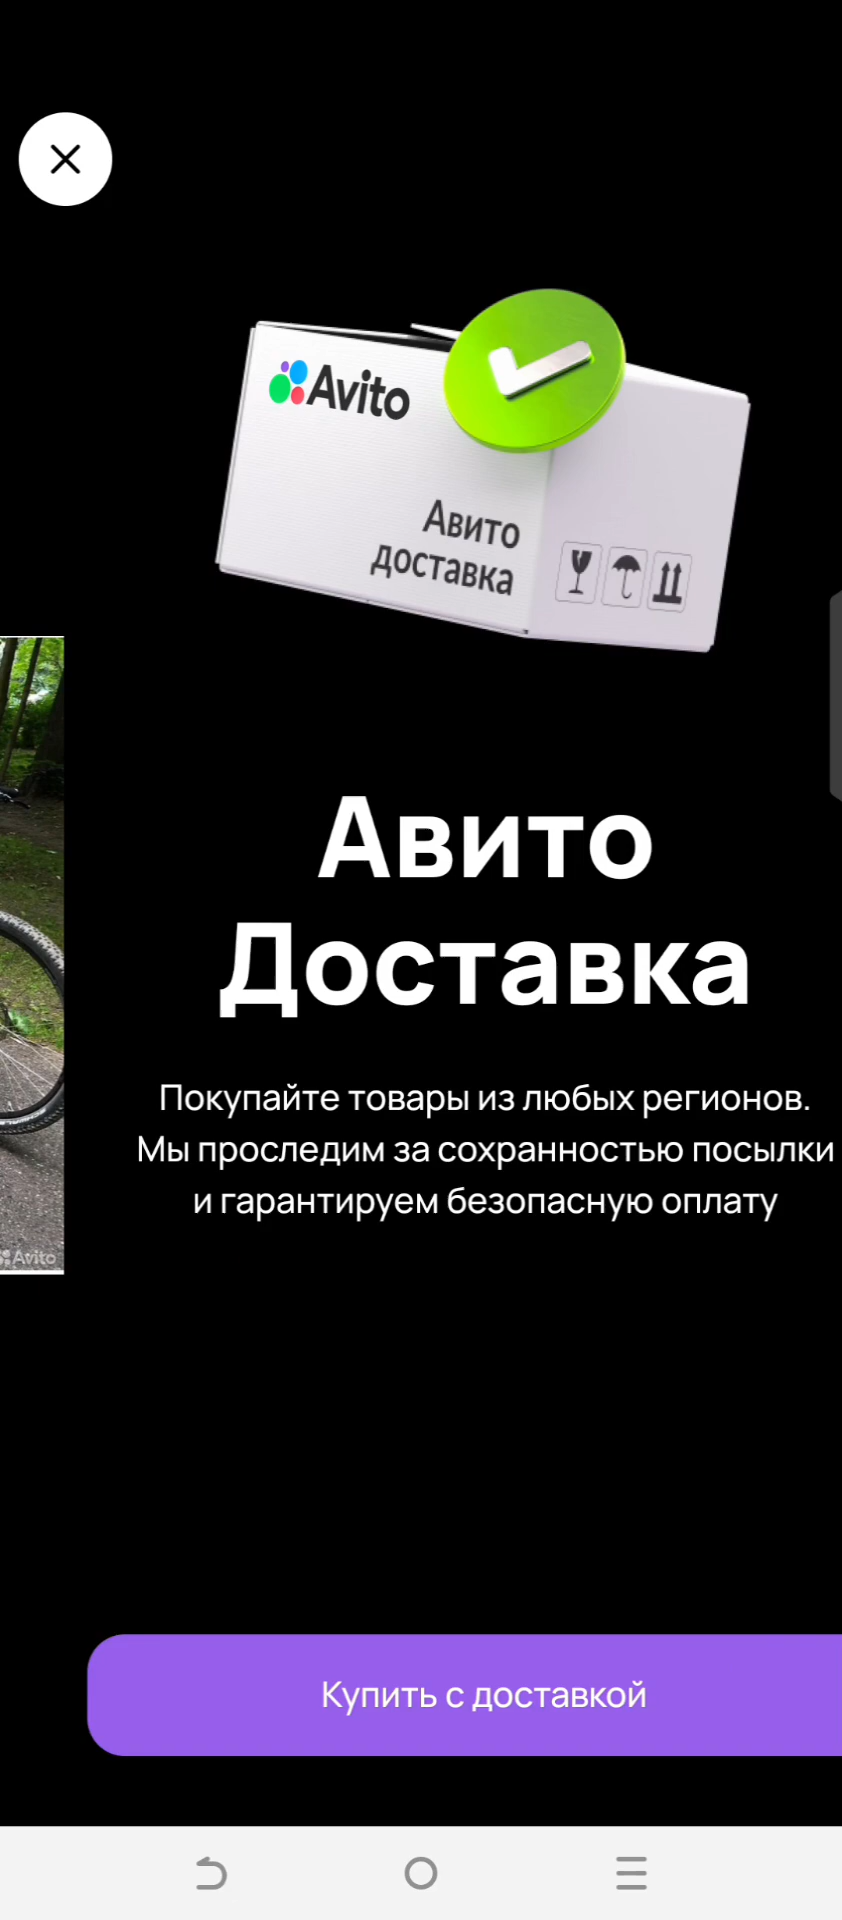 Avito
Авито
доставка
Авито
Доставка
Покупайте товары из любых регионов.
Мы проследим за сохранностью посылки
и гарантируем безопасную оплату
Avito
Купить с доставкой